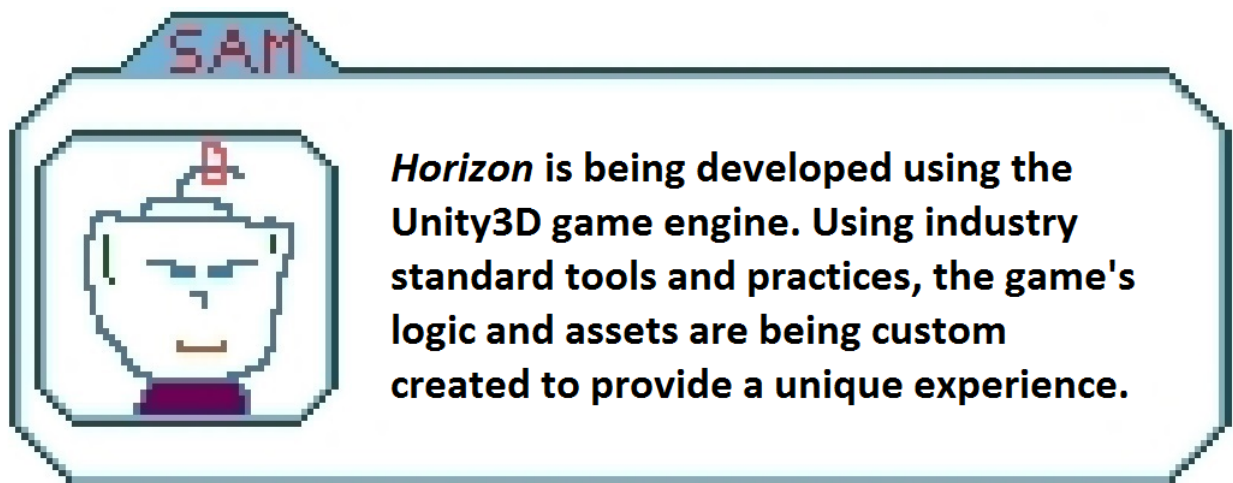 SAM
Horizon is being developed using the
Unity3D game engine. Using industry
standard tools and practices, the game's
logic and assets are being custom
created to provide a unique experience.